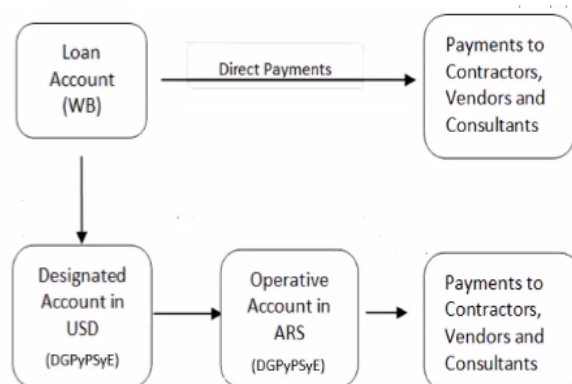 Loan
Account
(WB)
Direct Payments
Payments to
Contractors,
Vendors and
Consultants
Designated
Account in
USD
(DGPyPSyE)
Operative
Account in
ARS
(DGPyPSyE)
Payments to
Contractors,
Vendors and
Consultants